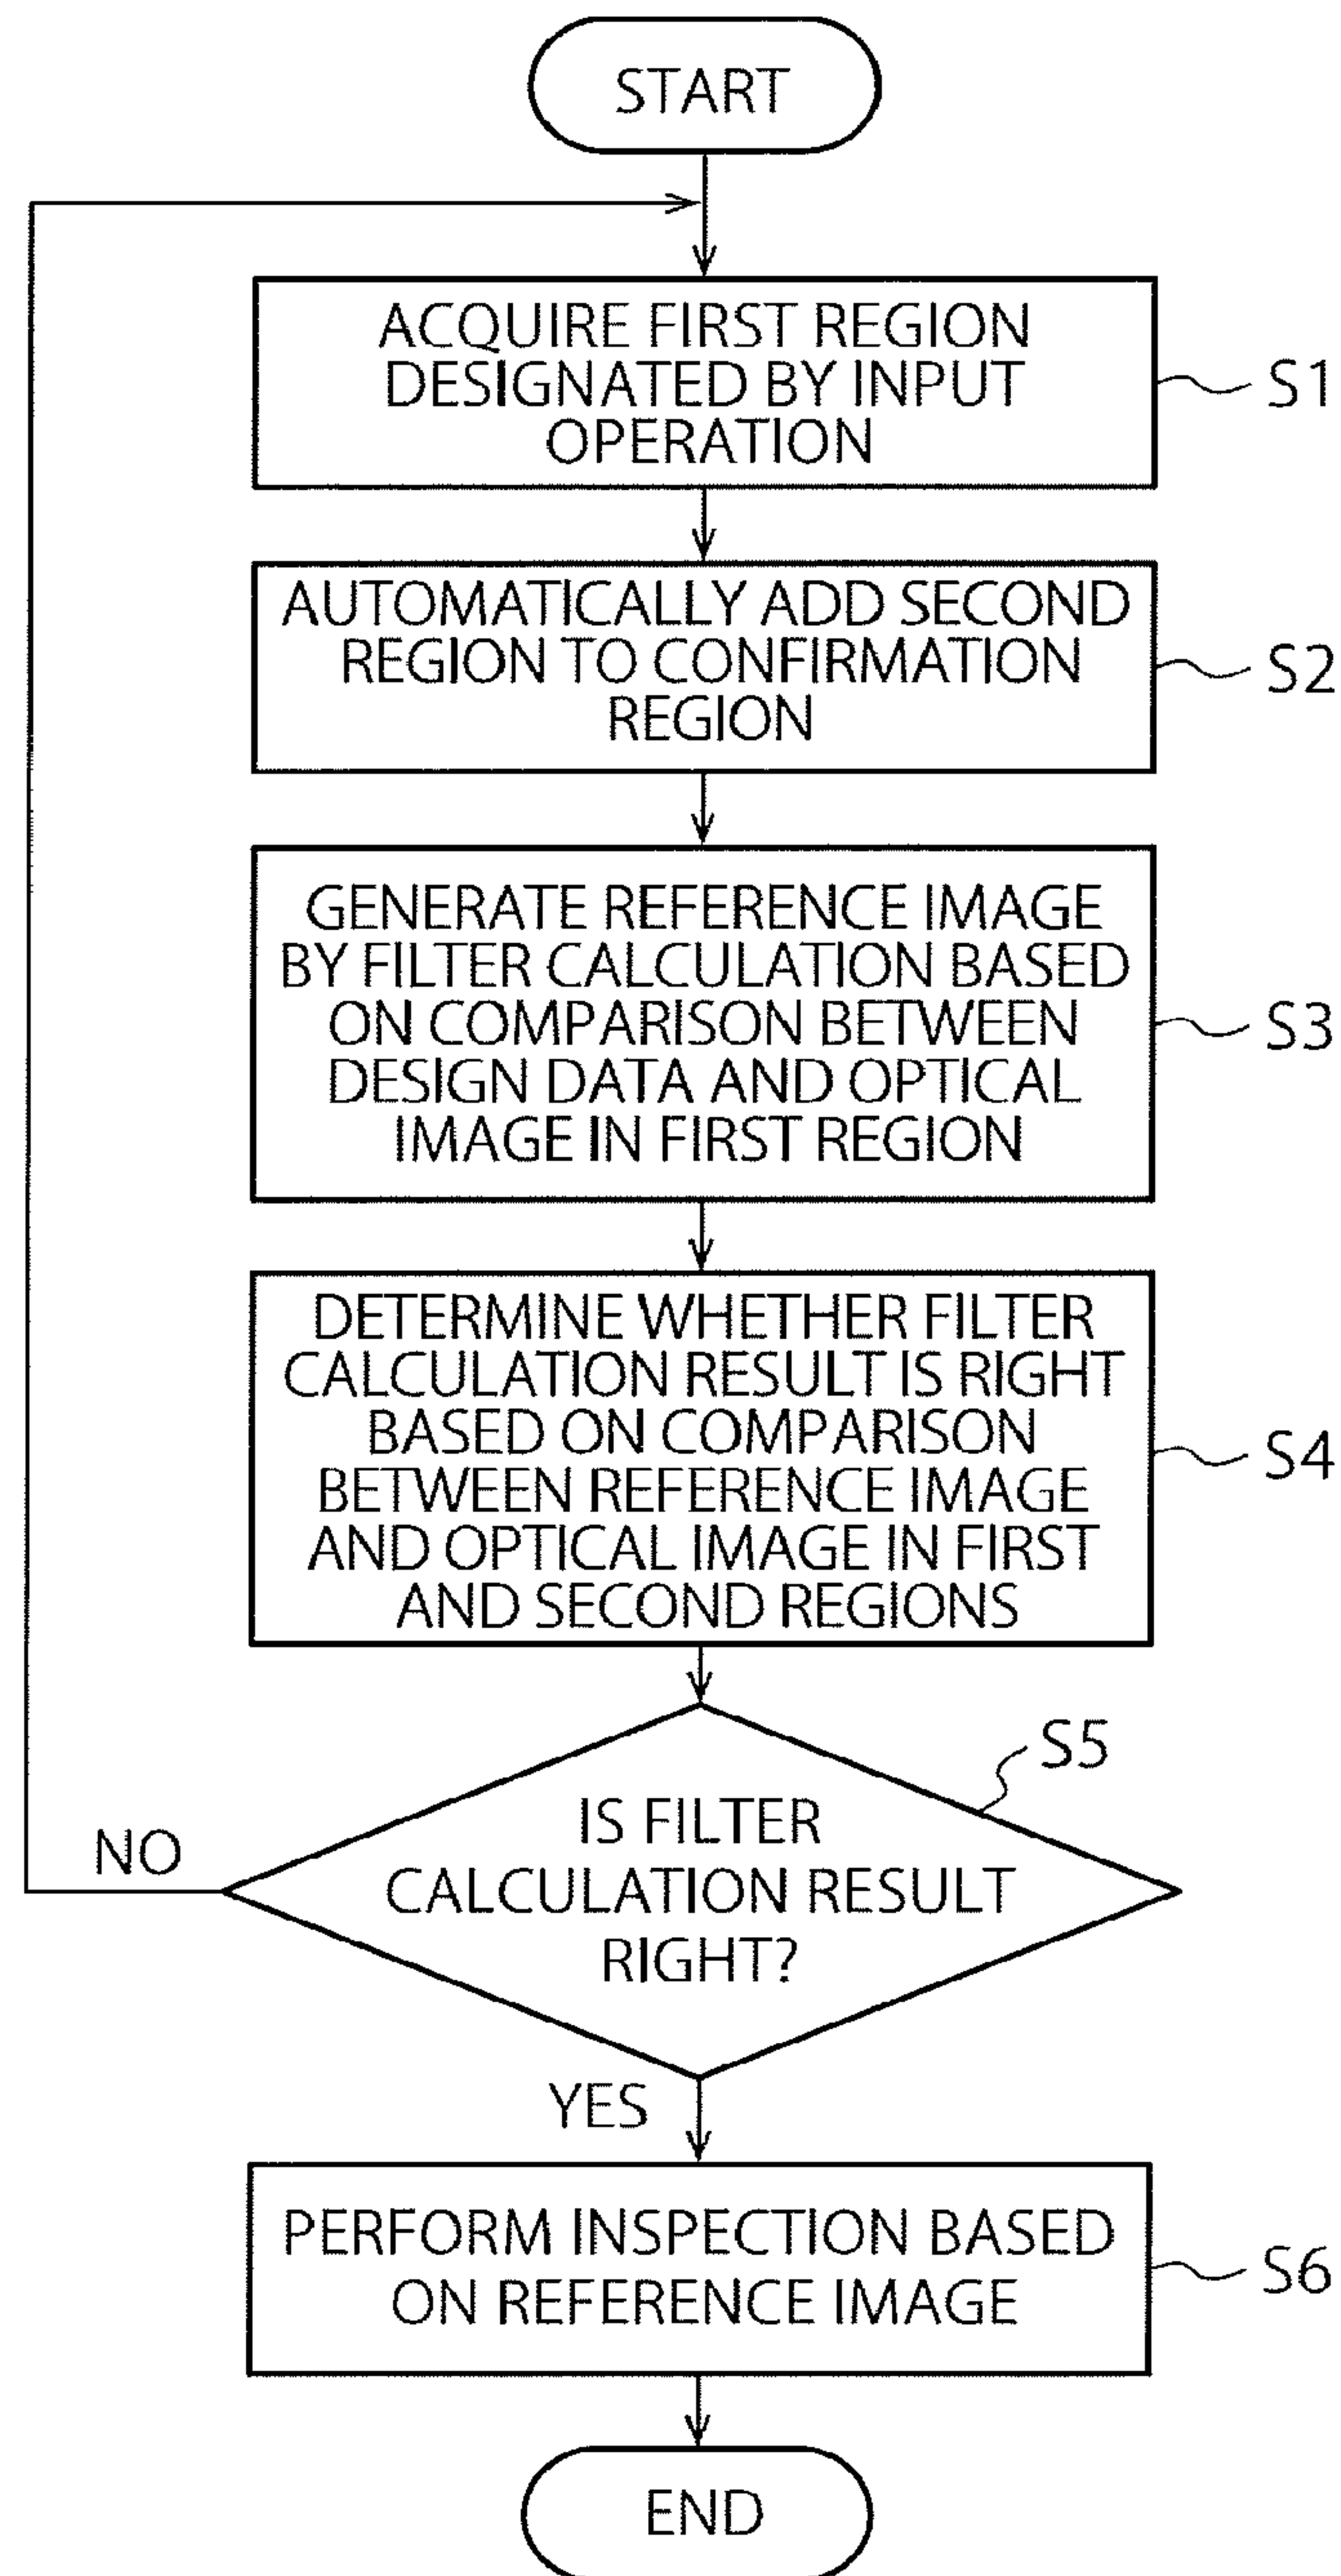 START
ACQUIRE FIRST REGION
DESIGNATED BY INPUT
OPERATION
S1
AUTOMATICALLY ADD SECOND
REGION TO CONFIRMATION
REGION
S2
GENERATE REFERENCE IMAGE
BY FILTER CALCULATION BASED
ON COMPARISON BETWEEN
DESIGN DATA AND OPTICAL
IMAGE IN FIRST REGION
S3
DETERMINE WHETHER FILTER
CALCULATION RESULT IS RIGHT
BASED ON COMPARISON
BETWEEN REFERENCE IMAGE
AND OPTICAL IMAGE IN FIRST
AND SECOND REGIONS
S4
S5
IS FILTER
CALCULATION RESULT
RIGHT?
NO
YES
PERFORM INSPECTION BASED
ON REFERENCE IMAGE
S6
END